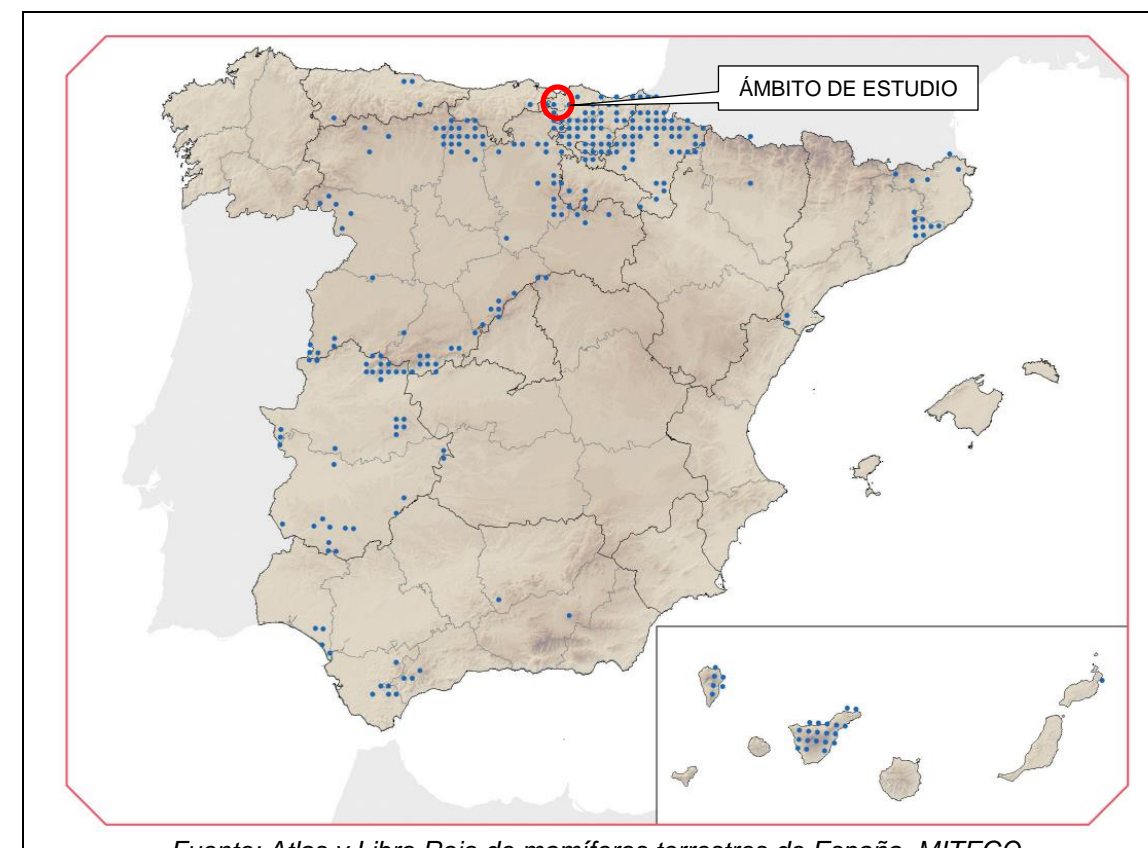 ÁMBITO DE ESTUDIO
Fuente: Atlas y Libro Rojo de mamíferos terrestres de España. MITECO